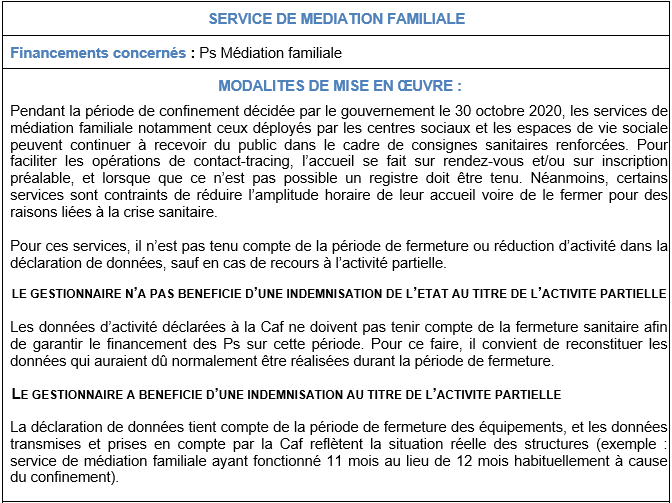 SERVICE DE MEDIATION FAMILIALE
Financements concernés : Ps Médiation familiale
MODALITES DE MISE EN ŒUVRE :
Pendant la période de confinement décidée par le gouvernement le 30 octobre 2020, les services de
médiation familiale notamment ceux déployés par les centres sociaux et les espaces de vie sociale
peuvent continuer à recevoir du public dans le cadre de consignes sanitaires renforcées. Pour
faciliter les opérations de contact-tracing, l’accueil se fait sur rendez-vous et/ou sur inscription
préalable, et lorsque que ce n’est pas possible un registre doit être tenu. Néanmoins, certains
services sont contraints de réduire l’amplitude horaire de leur accueil voire de le fermer pour des
raisons liées à la crise sanitaire.
Pour ces services, il n’est pas tenu compte de la période de fermeture ou réduction d’activité dans la
déclaration de données, sauf en cas de recours à l’activité partielle.
LE GESTIONNAIRE N’A PAS BENEFICIE D’UNE INDEMNISATION DE L’ETAT AU TITRE DE L’ACTIVITE PARTIELLE
Les données d’activité déclarées à la Caf ne doivent pas tenir compte de la fermeture sanitaire afin
de garantir le financement des Ps sur cette période. Pour ce faire, il convient de reconstituer les
données qui auraient dû normalement être réalisées durant la période de fermeture.
LE GESTIONNAIRE A BENEFICIE D’UNE INDEMNISATION AU TITRE DE L’ACTIVITE PARTIELLE
La déclaration de données tient compte de la période de fermeture des équipements, et les données
transmises et prises en compte par la Caf reflètent la situation réelle des structures (exemple :
service de médiation familiale ayant fonctionné 11 mois au lieu de 12 mois habituellement à cause
du confinement).